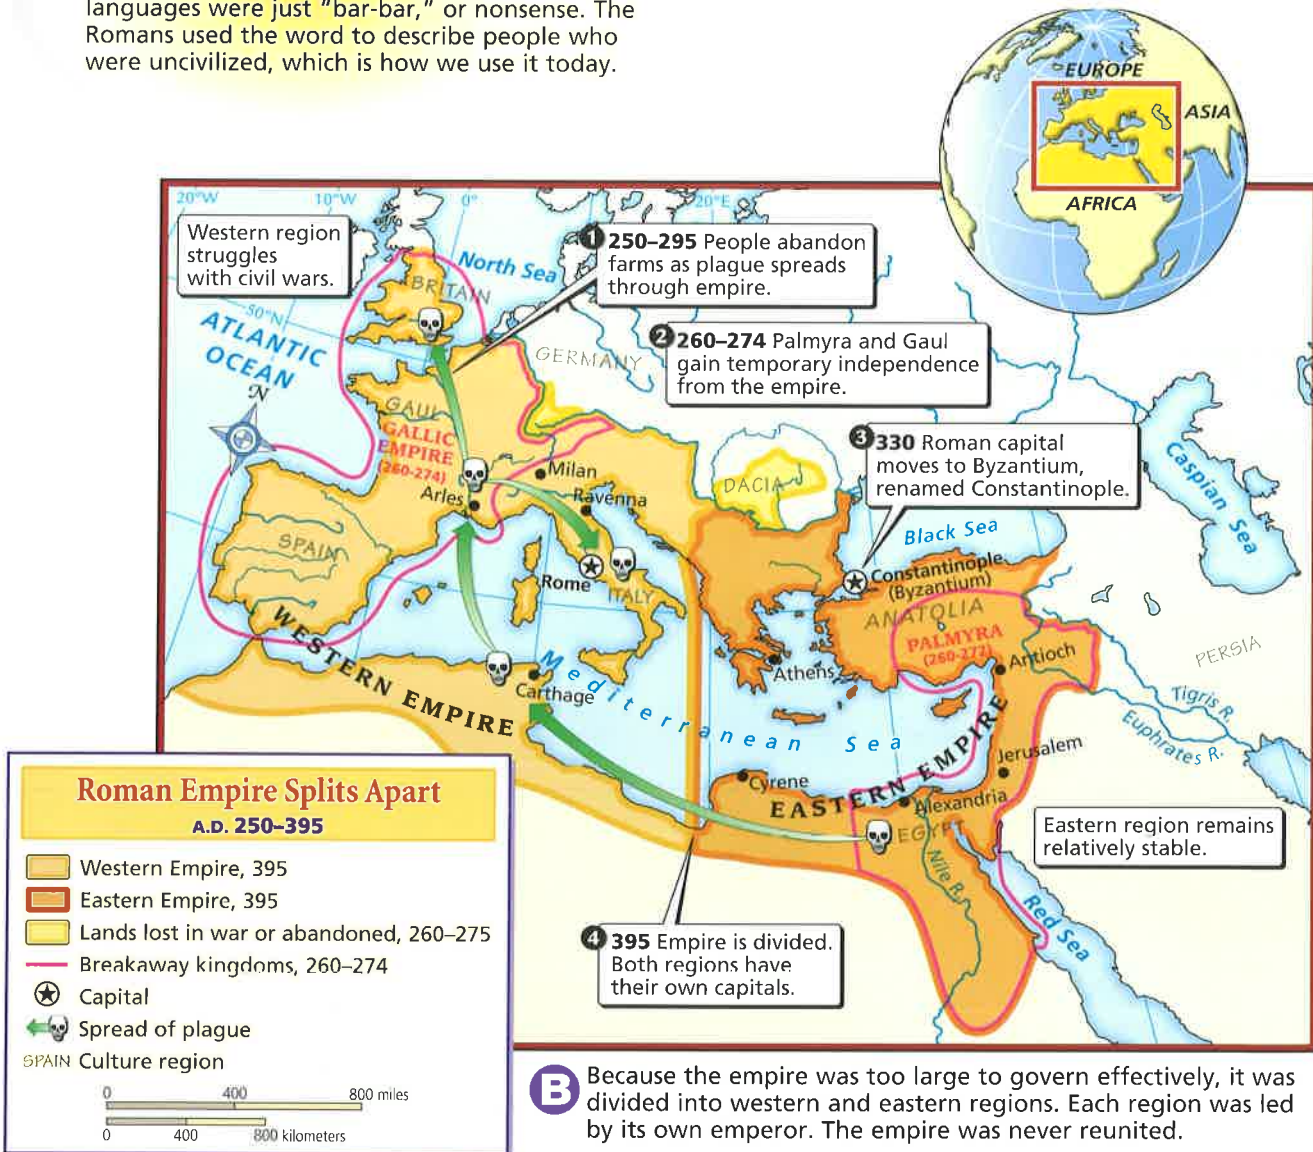 languages were just "bar-bar," or nonsense. The
Romans used the word to describe people who
were uncivilized, which is how we use it today.
EUROPE
ASIA
AFRICA
20°W
10°W
0°
20°E
Western region
struggles
with civil wars.
1 250–295 People abandon
farms as plague spreads
through empire.
North Sea
BRITAIN
50°N
ATLANTIC
OCEAN
N
2 260–274 Palmyra and Gaul
gain temporary independence
from the empire.
GERMANY
GAUL
GALLIC
EMPIRE
(260-274)
3 330 Roman capital
moves to Byzantium,
renamed Constantinople.
Milan
Ravenna
Arles
DACIA
Caspian Sea
Black Sea
SPAIN
Rome
ITALY
Constantinople
(Byzantium)
ANATOLIA
PALMYRA
(260-272)
PERSIA
Antioch
Athens
WESTERN EMPIRE
Carthage
Mediterranean Sea
Tigris R.
Euphrates R.
Jerusalem
Cyrene
EASTERN EMPIRE
Alexandria
EGYPT
Nile R.
Red Sea
Eastern region remains
relatively stable.
4 395 Empire is divided.
Both regions have
their own capitals.
Roman Empire Splits Apart
A.D. 250–395
Western Empire, 395
Eastern Empire, 395
Lands lost in war or abandoned, 260–275
Breakaway kingdoms, 260–274
Capital
Spread of plague
SPAIN Culture region
0 400 800 miles
0 400 800 kilometers
B Because the empire was too large to govern effectively, it was
divided into western and eastern regions. Each region was led
by its own emperor. The empire was never reunited.